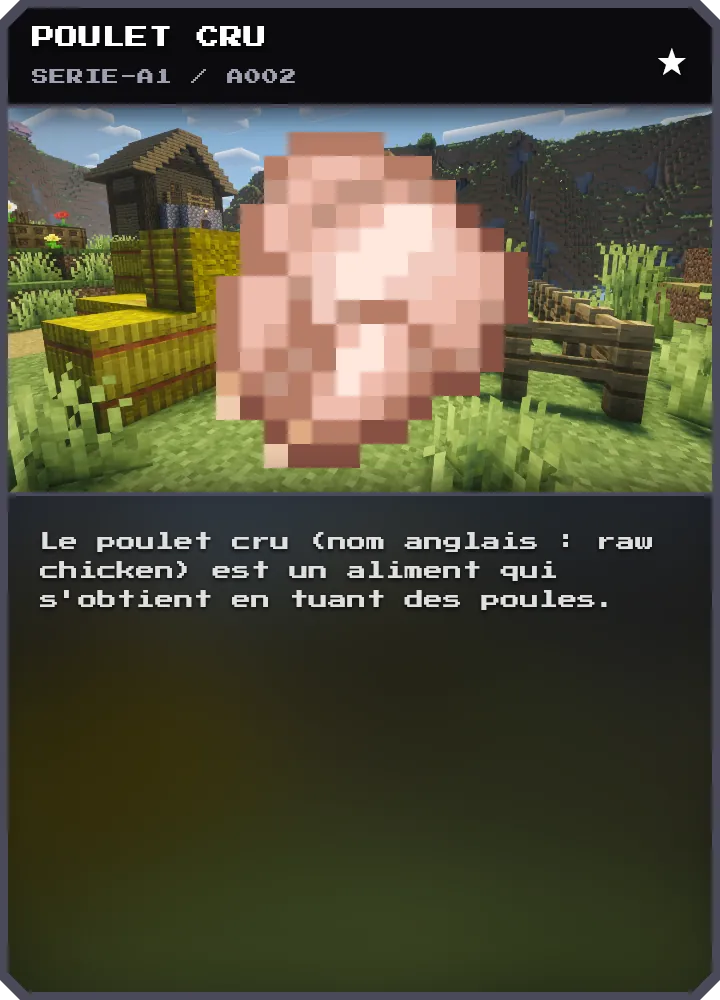 POULET CRU
SERIE-A1 / A002
Le poulet cru (nom anglais : raw
chicken) est un aliment qui
s'obtient en tuant des poules.